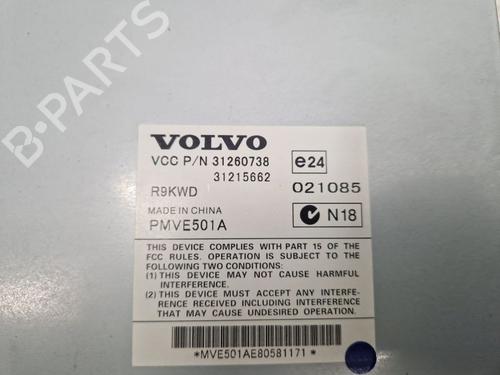 VOLVO
VCC P/N 31260738
31215662
e24
R9KWD
021085
MADE IN CHINA
PMVE501A
N18
THIS DEVICE COMPLIES WITH PART 15 OF THE
FCC RULES. OPERATION IS SUBJECT TO THE
FOLLOWING TWO CONDITIONS:
(1) THIS DEVICE MAY NOT CAUSE HARMFUL
INTERFERENCE.
(2) THIS DEVICE MUST ACCEPT ANY INTERFE-
RENCE RECEIVED INCLUDING INTERFERENCE
THAT MAY CAUSE UNDESIRED OPERATION.
*MVE501AE80581171*
B-PARTS